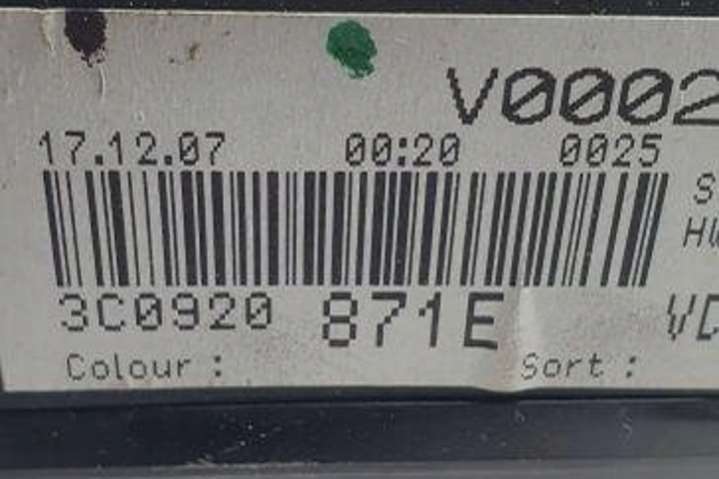 V0002
17.12.07 00:20 0025
3C0920 871E
Colour : Sort :